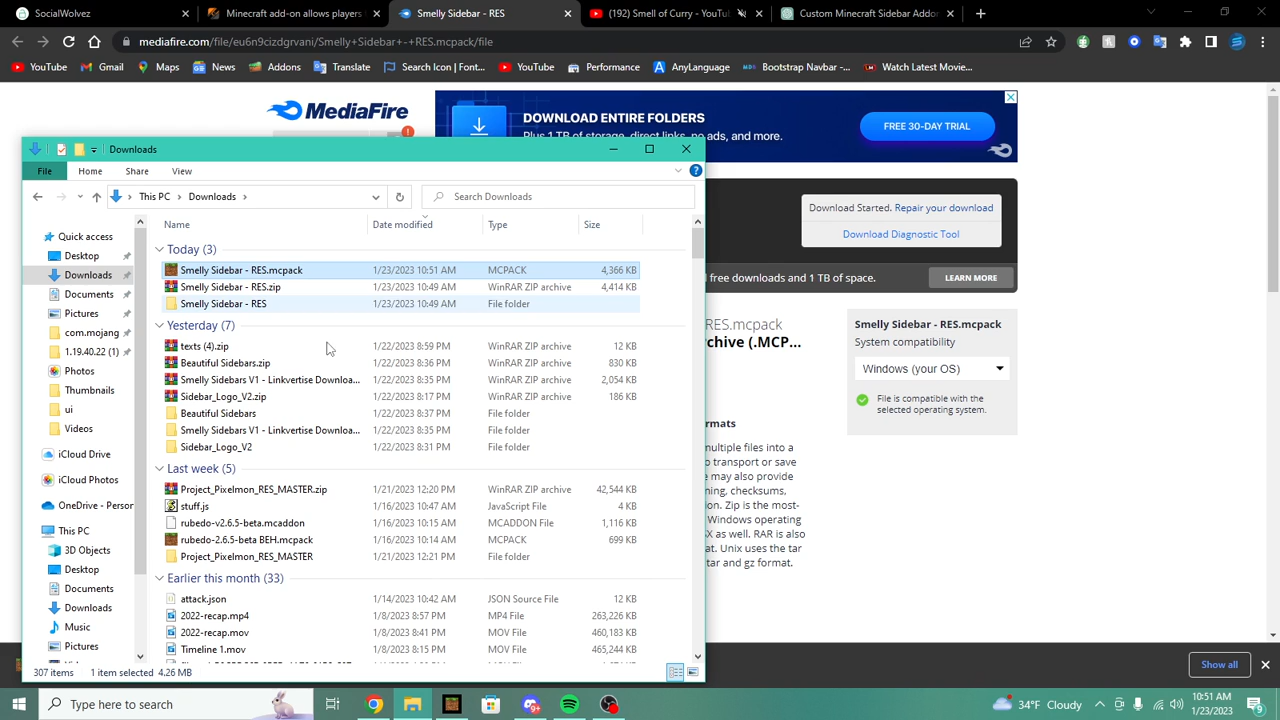 SocialWolvez
Minecraft add-on allows players
Smelly Sidebar - RES
(192) Smell of Curry - YouTube
Custom Minecraft Sidebar Addon
mediafire.com/file/eu6n9cizdgrvani/Smelly+Sidebar+-+RES.mcpack/file
YouTube
Gmail
Maps
News
Addons
Translate
Search Icon | Font...
YouTube
Performance
AnyLanguage
Bootstrap Navbar -...
Watch Latest Movie...
MediaFire
DOWNLOAD ENTIRE FOLDERS
Plus 1 TB of storage, direct links, no ads, and more.
FREE 30-DAY TRIAL
Downloads
File
Home
Share
View
This PC
Downloads
Search Downloads
Download Started. Repair your download
Download Diagnostic Tool
free downloads and 1 TB of space.
LEARN MORE
Name
Date modified
Type
Size
Quick access
Desktop
Downloads
Documents
Pictures
com.mojang
1.19.40.22 (1)
Photos
Thumbnails
ui
Videos
iCloud Drive
iCloud Photos
OneDrive - Person
This PC
3D Objects
Desktop
Documents
Downloads
Music
Pictures
Today (3)
Smelly Sidebar - RES.mcpack 1/23/2023 10:51 AM MCPACK 4,366 KB
Smelly Sidebar - RES.zip 1/23/2023 10:49 AM WinRAR ZIP archive 4,414 KB
Smelly Sidebar - RES 1/23/2023 10:49 AM File folder
Yesterday (7)
texts (4).zip 1/22/2023 8:59 PM WinRAR ZIP archive 12 KB
Beautiful Sidebars.zip 1/22/2023 8:36 PM WinRAR ZIP archive 830 KB
Smelly Sidebars V1 - Linkvertise Downloa... 1/22/2023 8:35 PM WinRAR ZIP archive 2,054 KB
Sidebar_Logo_V2.zip 1/22/2023 8:17 PM WinRAR ZIP archive 186 KB
Beautiful Sidebars 1/22/2023 8:37 PM File folder
Smelly Sidebars V1 - Linkvertise Downloa... 1/22/2023 8:35 PM File folder
Sidebar_Logo_V2 1/22/2023 8:31 PM File folder
Last week (5)
Project_Pixelmon_RES_MASTER.zip 1/21/2023 12:20 PM WinRAR ZIP archive 42,544 KB
stuff.js 1/16/2023 10:47 AM JavaScript File 4 KB
rubedo-v2.6.5-beta.mcaddon 1/16/2023 10:15 AM MCADDON File 1,116 KB
rubedo-2.6.5-beta BEH.mcpack 1/16/2023 10:14 AM MCPACK 699 KB
Project_Pixelmon_RES_MASTER 1/21/2023 12:21 PM File folder
Earlier this month (33)
attack.json 1/14/2023 10:42 AM JSON Source File 12 KB
2022-recap.mp4 1/8/2023 8:57 PM MP4 File 263,226 KB
2022-recap.mov 1/8/2023 8:41 PM MOV File 460,183 KB
Timeline 1.mov 1/8/2023 8:15 PM MOV File 465,244 KB
307 items
1 item selected 4.26 MB
RES.mcpack
chive (.MCP...
rmats
multiple files into a
o transport or save
e may also provide
ning, checksums,
on. Zip is the most-
Windows operating
SX as well. RAR is also
at. Unix uses the tar
tar and gz format.
Smelly Sidebar - RES.mcpack
System compatibility
Windows (your OS)
File is compatible with the
selected operating system.
Show all
Type here to search
34°F Cloudy
10:51 AM
1/23/2023
9